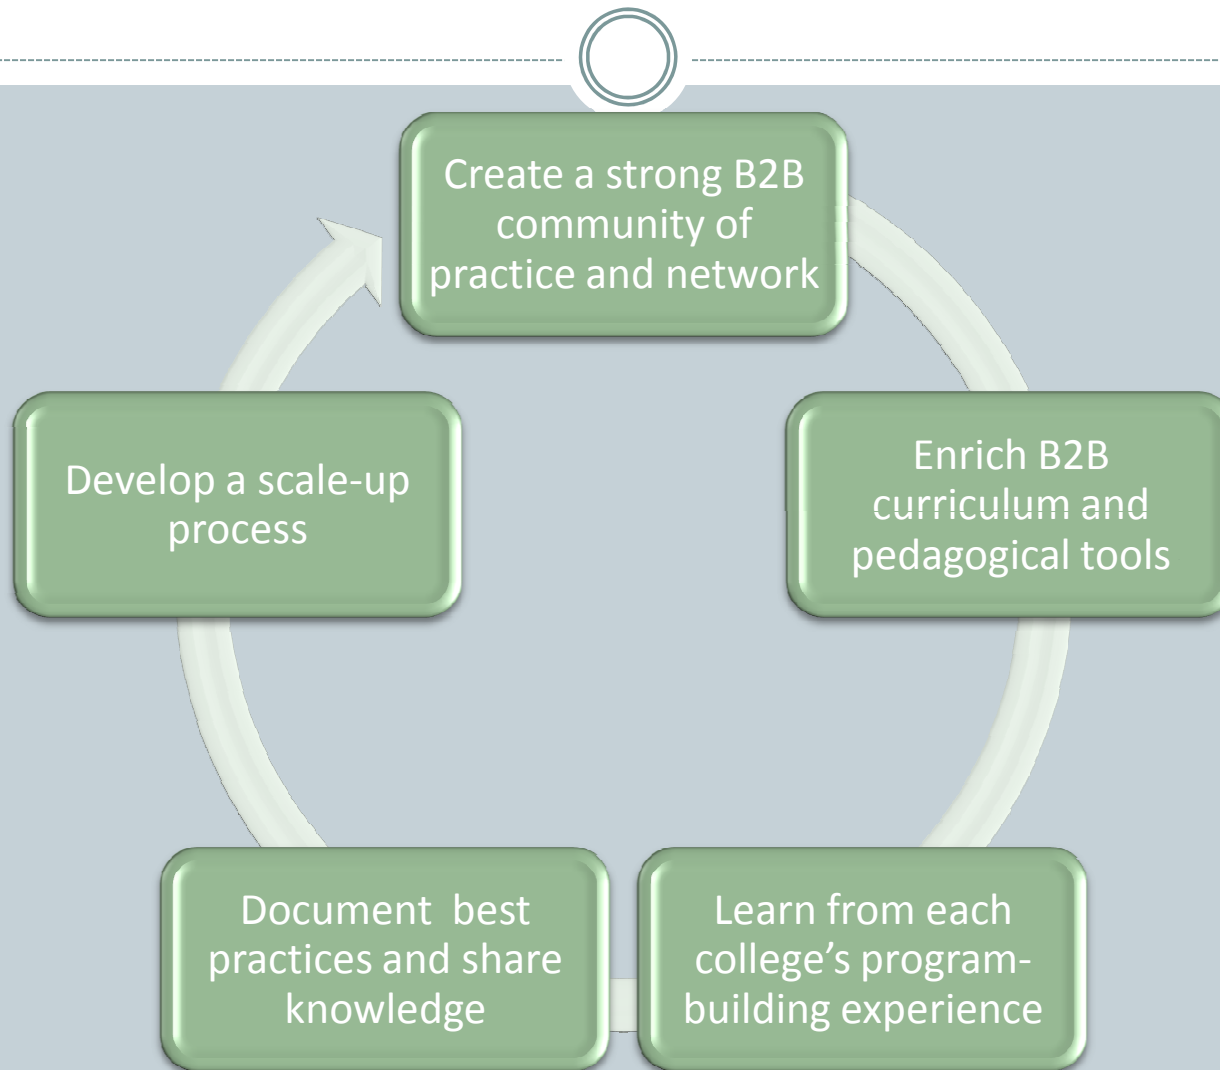 Create a strong B2B
community of
practice and network
Enrich B2B
curriculum and
pedagogical tools
Learn from each
college’s program-
building experience
Document  best
practices and share
knowledge
Develop a scale-up
process